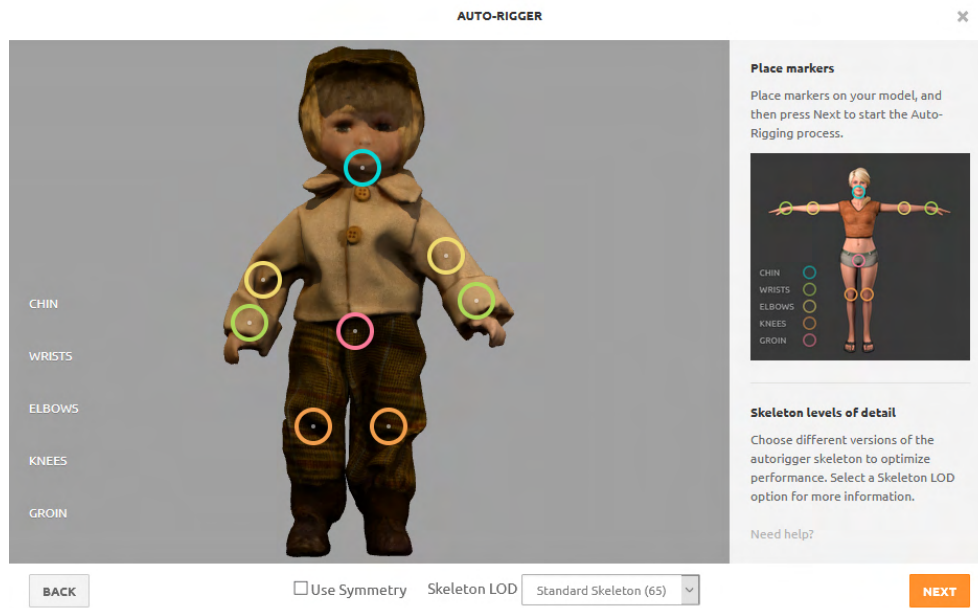 AUTO-RIGGER
×
CHIN
WRISTS
ELBOWS
KNEES
GROIN
Place markers
Place markers on your model, and
then press Next to start the Auto-
Rigging process.
CHIN
WRISTS
ELBOWS
KNEES
GROIN
Skeleton levels of detail
Choose different versions of the
autorigger skeleton to optimize
performance. Select a Skeleton LOD
option for more information.
Need help?
BACK
Use Symmetry
Skeleton LOD
Standard Skeleton (65)
NEXT